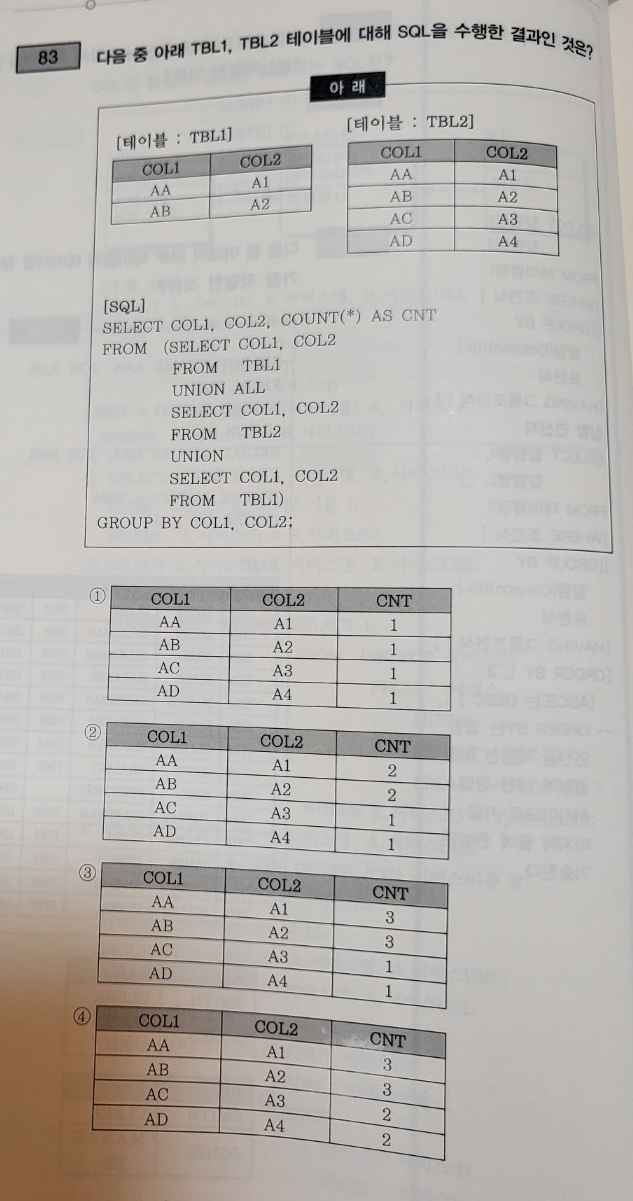 83 다음 중 아래 TBL1, TBL2 테이블에 대해 SQL을 수행한 결과인 것은?
아 래
[테이블 : TBL1]
COL1 COL2
AA A1
AB A2
[테이블 : TBL2]
COL1 COL2
AA A1
AB A2
AC A3
AD A4
[SQL]
SELECT COL1, COL2, COUNT(*) AS CNT
FROM (SELECT COL1, COL2
FROM TBL1
UNION ALL
SELECT COL1, COL2
FROM TBL2
UNION
SELECT COL1, COL2
FROM TBL1)
GROUP BY COL1, COL2;
①
COL1 COL2 CNT
AA A1 1
AB A2 1
AC A3 1
AD A4 1
②
COL1 COL2 CNT
AA A1 2
AB A2 2
AC A3 1
AD A4 1
③
COL1 COL2 CNT
AA A1 3
AB A2 3
AC A3 1
AD A4 1
④
COL1 COL2 CNT
AA A1 3
AB A2 3
AC A3 2
AD A4 2